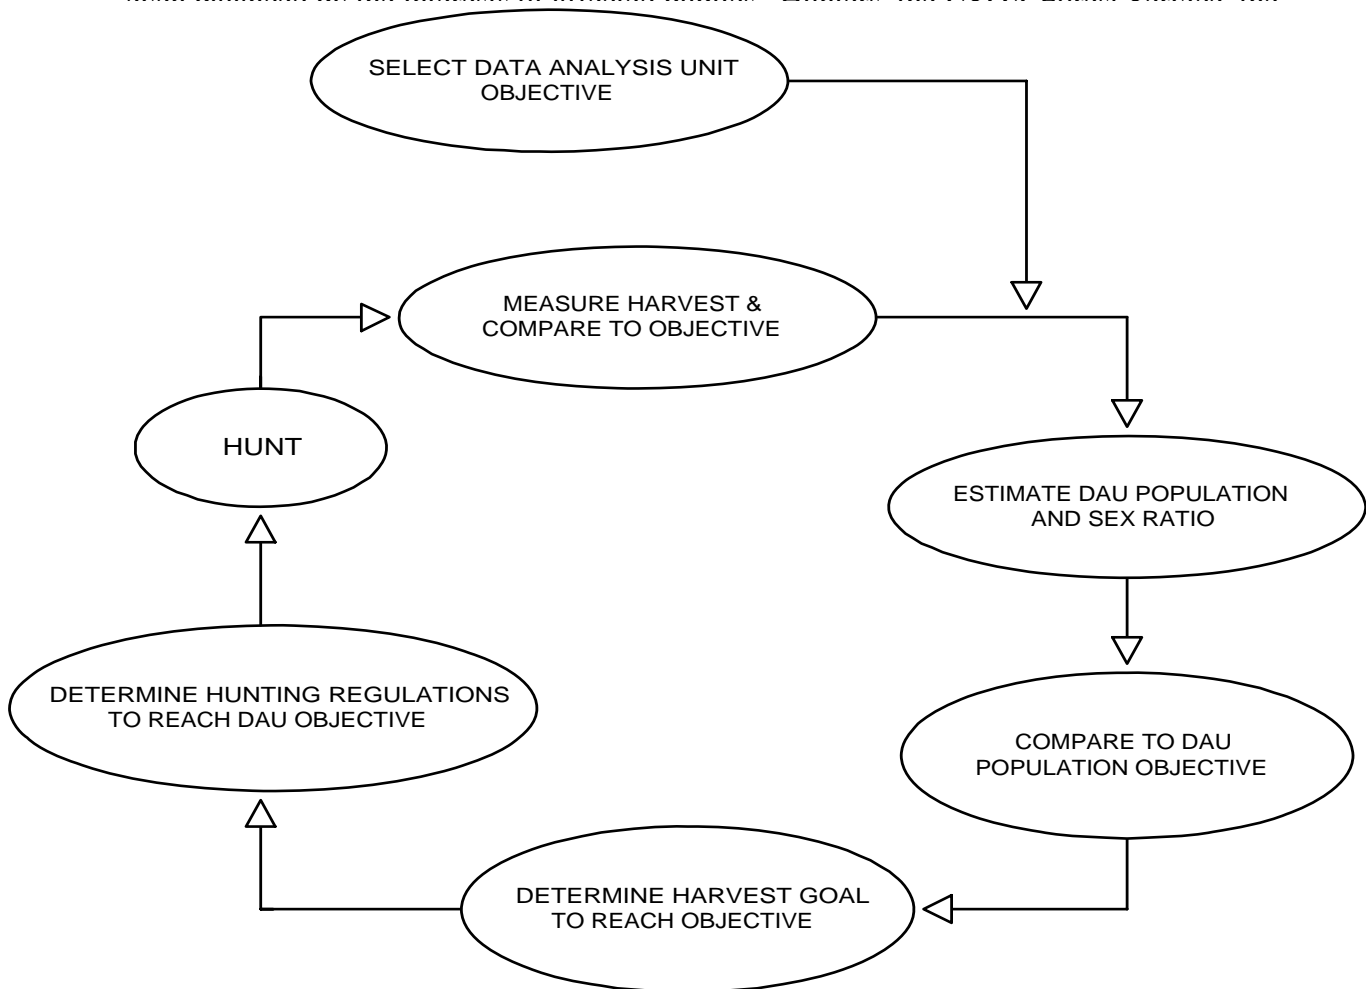 SELECT DATA ANALYSIS UNIT
OBJECTIVE
MEASURE HARVEST &
COMPARE TO OBJECTIVE
HUNT
ESTIMATE DAU POPULATION
AND SEX RATIO
DETERMINE HUNTING REGULATIONS
TO REACH DAU OBJECTIVE
COMPARE TO DAU
POPULATION OBJECTIVE
DETERMINE HARVEST GOAL
TO REACH OBJECTIVE